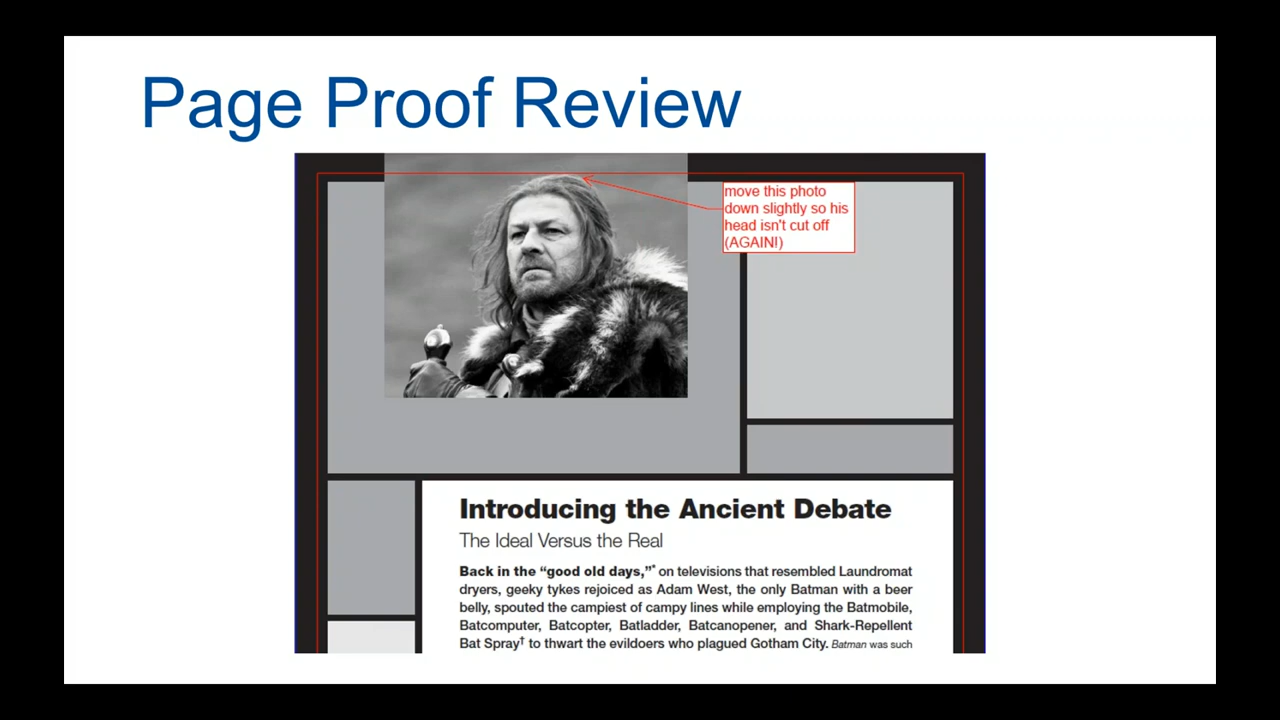 Page Proof Review
move this photo
down slightly so his
head isn't cut off
(AGAIN!)
Introducing the Ancient Debate
The Ideal Versus the Real
Back in the “good old days,”* on televisions that resembled Laundromat
dryers, geeky tykes rejoiced as Adam West, the only Batman with a beer
belly, spouted the campiest of campy lines while employing the Batmobile,
Batcomputer, Batcopter, Batladder, Batcanopener, and Shark-Repellent
Bat Spray† to thwart the evildoers who plagued Gotham City. Batman was such